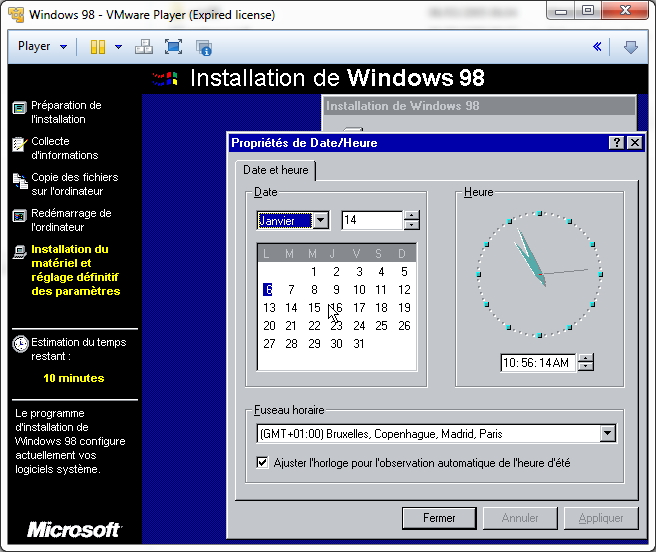 Windows 98 - VMware Player (Expired license)
Player
Installation de Windows 98
Préparation de
l'installation
Collecte
d'informations
Copie des fichiers
sur l'ordinateur
Redémarrage de
l'ordinateur
Installation du
matériel et
réglage définitif
des paramètres
Estimation du temps
restant :
10 minutes
Le programme
d'installation de
Windows 98 configure
actuellement vos
logiciels système.
Microsoft
Installation de Windows 98
Propriétés de Date/Heure
Date et heure
Date
Janvier 14
L M M J V S D
1 2 3 4 5
6 7 8 9 10 11 12
13 14 15 16 17 18 19
20 21 22 23 24 25 26
27 28 29 30 31
Heure
10:56:14AM
Fuseau horaire
(GMT+01:00) Bruxelles, Copenhague, Madrid, Paris
Ajuster l'horloge pour l'observation automatique de l'heure d'été
Fermer Annuler Appliquer